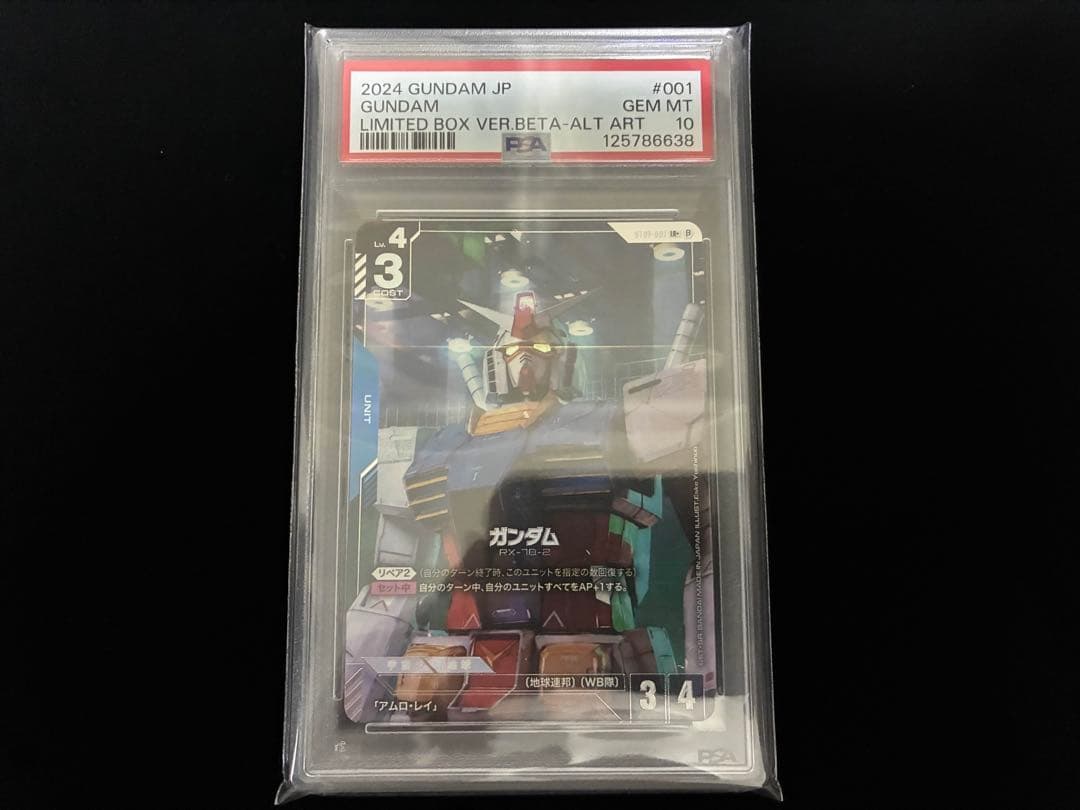 2024 GUNDAM JP #001
GUNDAM GEM MT
LIMITED BOX VER.BETA-ALT ART 10
PSA 125786638
Lv. 4
3
COST
B
UNIT
ガンダム
RX-78-2
リペア2 (自分のターン終了時、このユニットを指定の数回復する)
セット中 自分のターン中、自分のユニットすべてをAP+1する。
(地球連邦) (WB隊)
「アムロ・レイ」
3 4
BANDAI MADE IN JAPAN ILLUST.
PSA